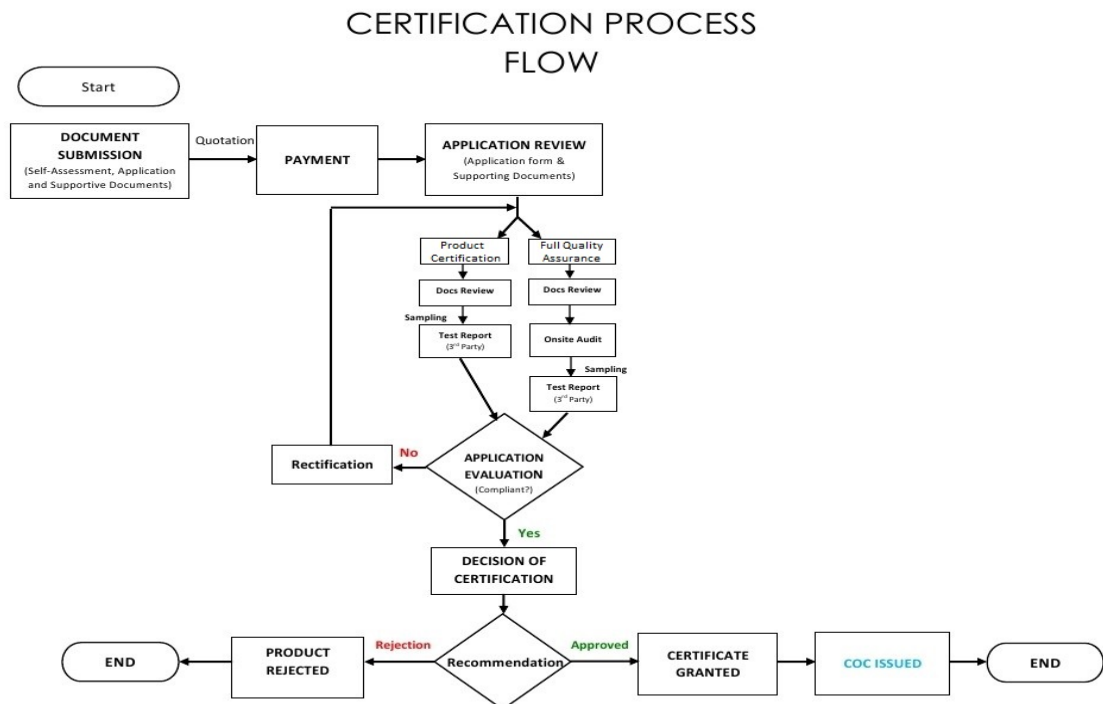 CERTIFICATION PROCESS
FLOW
Start
DOCUMENT
SUBMISSION
(Self-Assessment, Application
and Supportive Documents)
Quotation
PAYMENT
APPLICATION REVIEW
(Application form &
Supporting Documents)
Product
Certification
Full Quality
Assurance
Docs Review
Docs Review
Sampling
Test Report
(3rd Party)
Onsite Audit
Sampling
Test Report
(3rd Party)
APPLICATION
EVALUATION
(Compliant?)
No
Rectification
Yes
DECISION OF
CERTIFICATION
Recommendation
Rejection
PRODUCT
REJECTED
END
Approved
CERTIFICATE
GRANTED
COC ISSUED
END